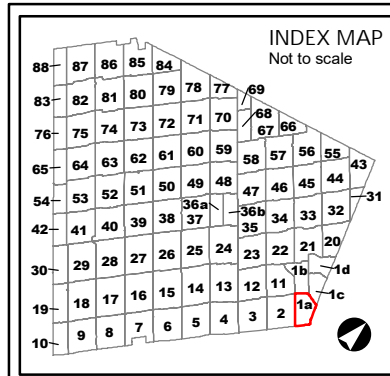 INDEX MAP
Not to scale
88 87 86 85 84
83 82 81 80 79 78 77 69
76 75 74 73 72 71 70 68 67 66
65 64 63 62 61 60 59 58 57 56 55 43
54 53 52 51 50 49 48 47 46 45 44 31
42 41 40 39 38 36a 37 36b 35 34 33 32
30 29 28 27 26 25 24 23 22 21 20
19 18 17 16 15 14 13 12 11 1b 1d
10 9 8 7 6 5 4 3 2 1a 1c